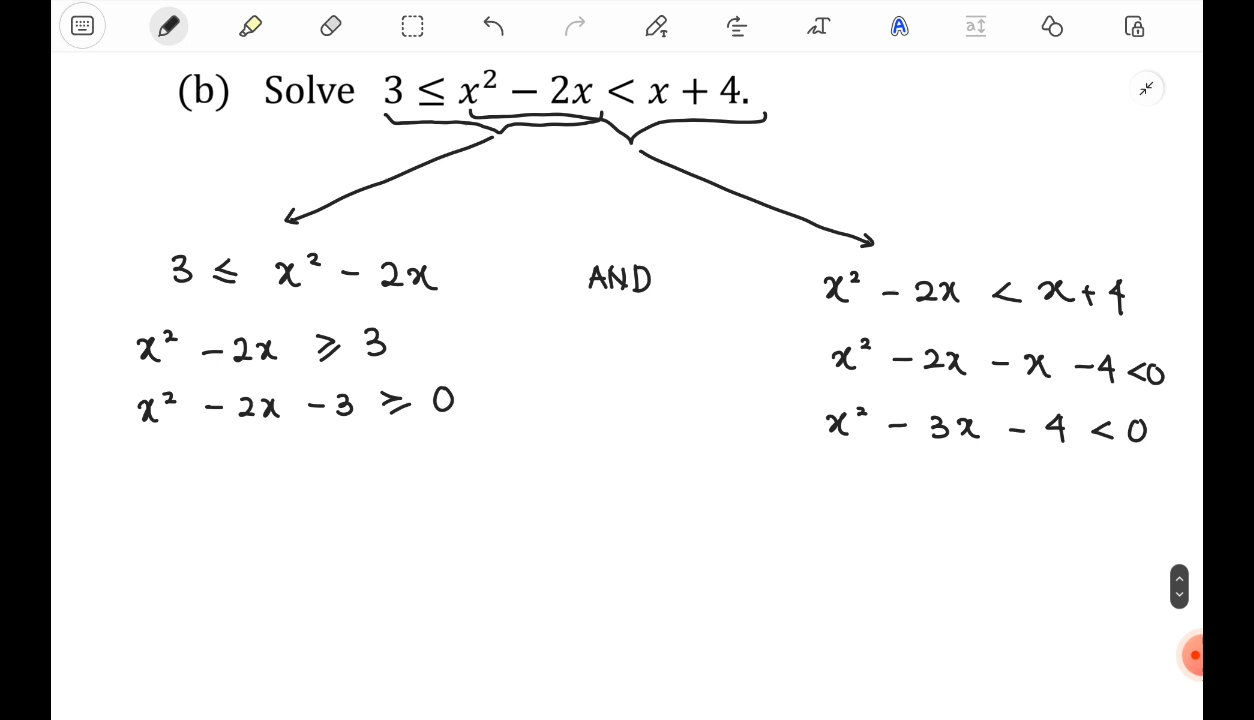 (b) Solve 3 ≤ x² − 2x < x + 4.
3 ≤ x² − 2x AND x² − 2x < x + 4
x² − 2x ≥ 3
x² − 2x − x − 4 < 0
x² − 2x − 3 ≥ 0
x² − 3x − 4 < 0